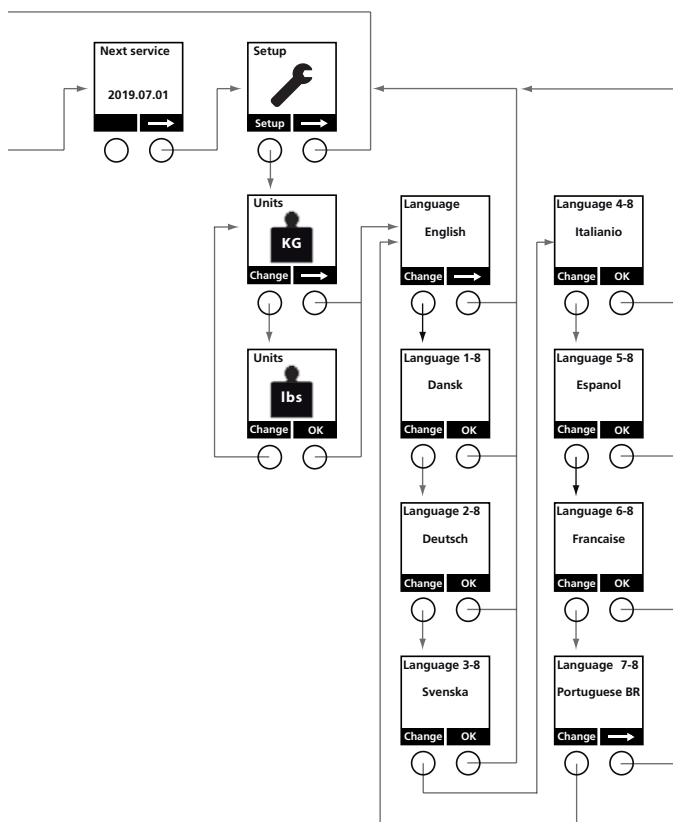 Next service
2019.07.01
Setup
Setup
Units
KG
Change
Units
lbs
Change OK
Language
English
Change
Language 1-8
Dansk
Change OK
Language 2-8
Deutsch
Change OK
Language 3-8
Svenska
Change OK
Language 4-8
Italianio
Change OK
Language 5-8
Espanol
Change OK
Language 6-8
Francaise
Change OK
Language 7-8
Portuguese BR
Change